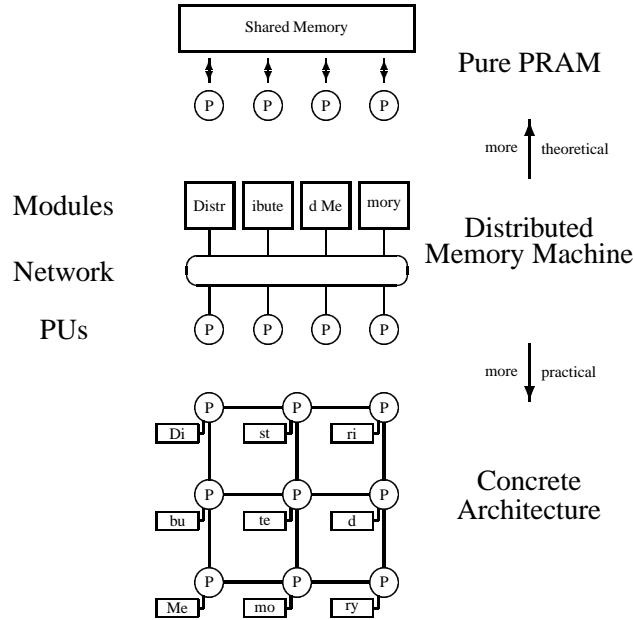 Shared Memory
Pure PRAM
P P P P
more theoretical
Modules
Distr ibute d Me mory
Distributed
Memory Machine
Network
PUs
P P P P
more practical
P P P
Di st ri
Concrete
Architecture
P P P
bu te d
P P P
Me mo ry